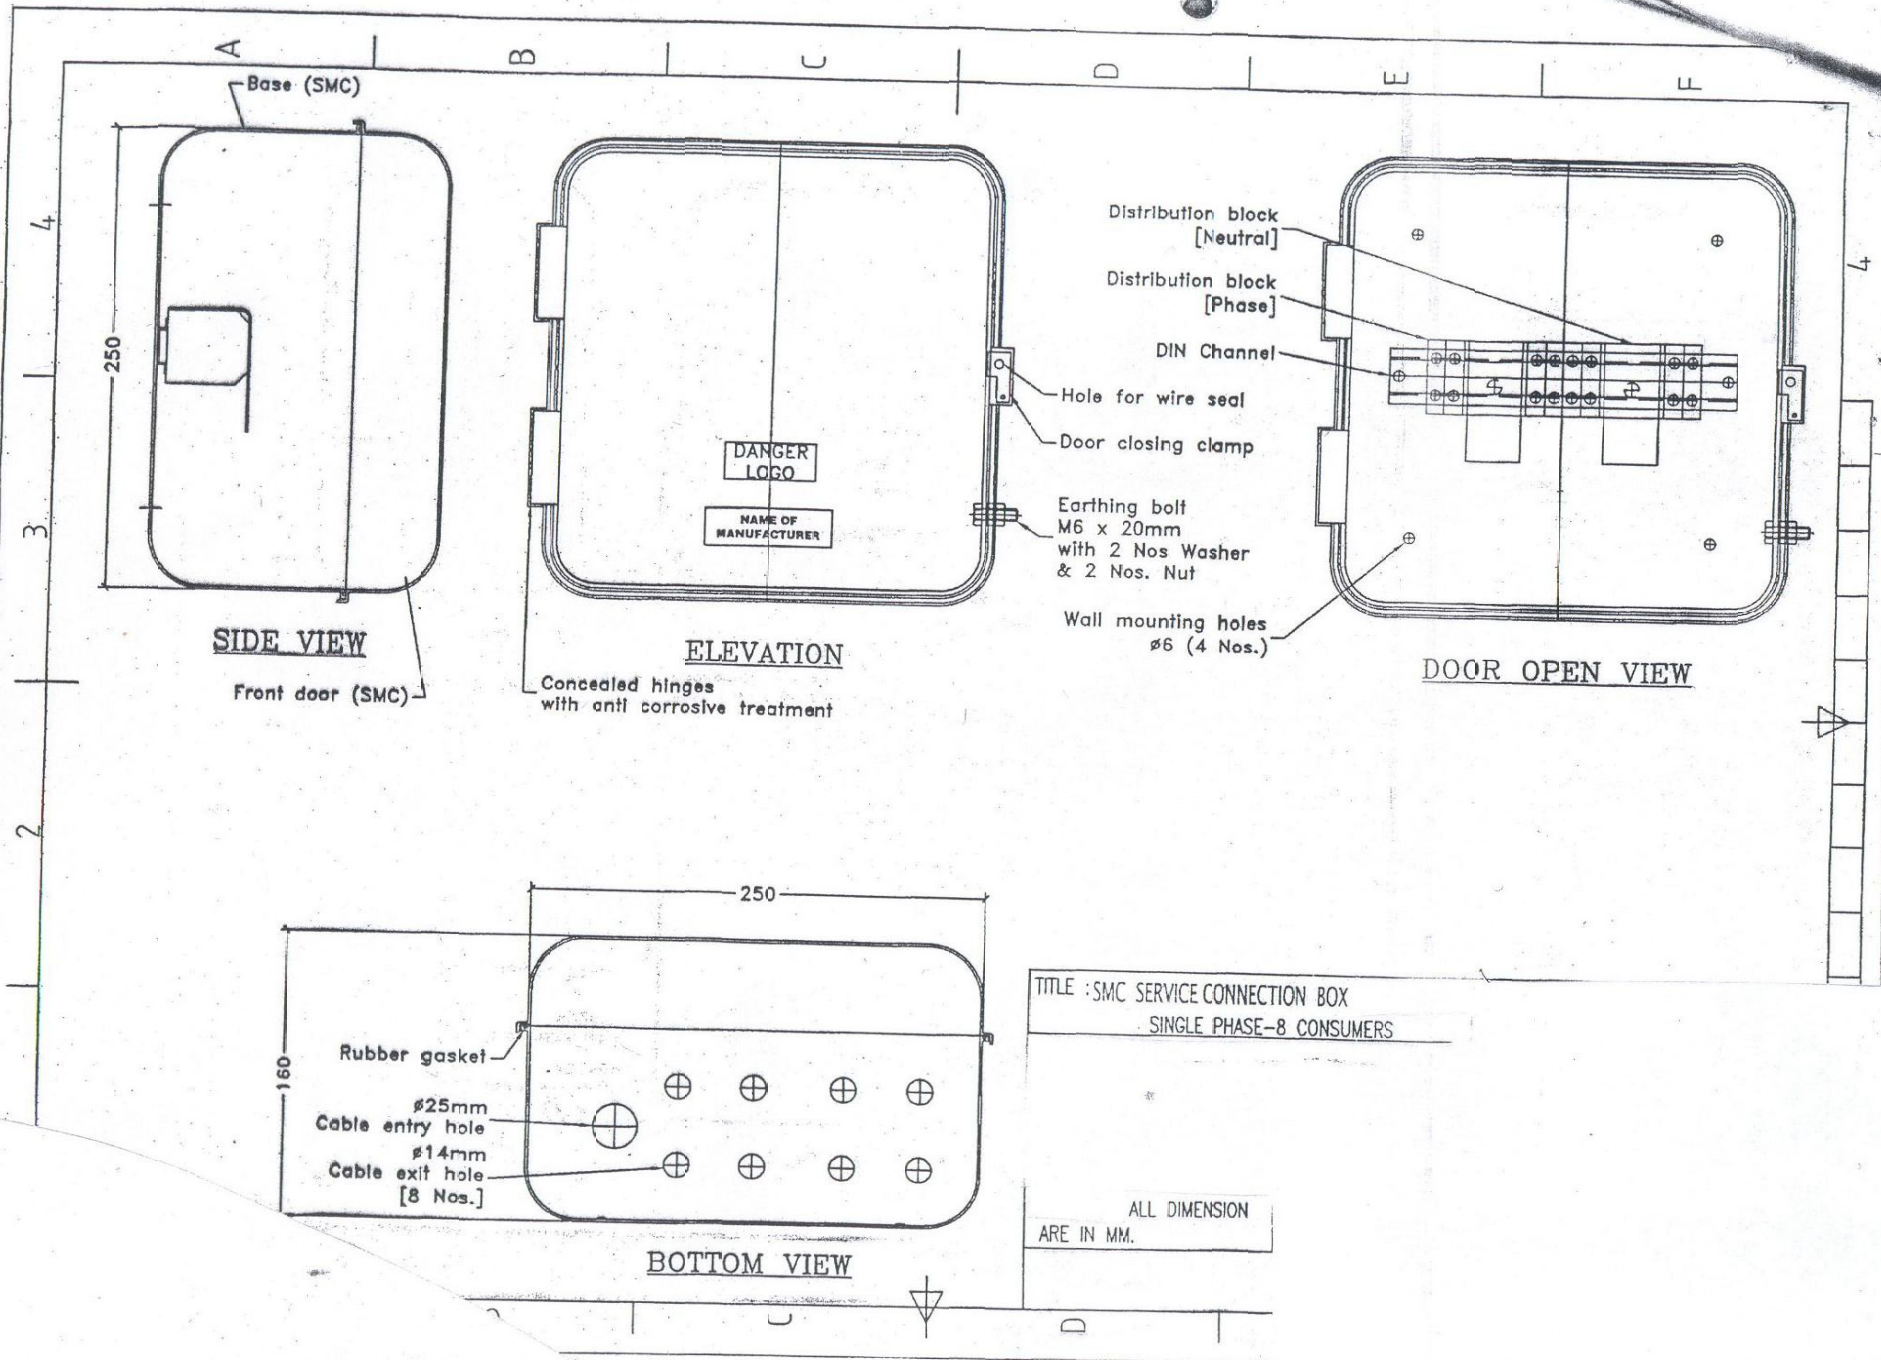 A
B
C
D
E
F
4
3
2
4
Base (SMC)
250
SIDE VIEW
Front door (SMC)
DANGER
LOGO
NAME OF
MANUFACTURER
ELEVATION
Concealed hinges
with anti corrosive treatment
Hole for wire seal
Door closing clamp
Earthing bolt
M6 x 20mm
with 2 Nos Washer
& 2 Nos. Nut
Distribution block
[Neutral]
Distribution block
[Phase]
DIN Channel
Wall mounting holes
ø6 (4 Nos.)
DOOR OPEN VIEW
250
160
Rubber gasket
ø25mm
Cable entry hole
ø14mm
Cable exit hole
[8 Nos.]
BOTTOM VIEW
TITLE : SMC SERVICE CONNECTION BOX
SINGLE PHASE-8 CONSUMERS
ALL DIMENSION
ARE IN MM.
C
D